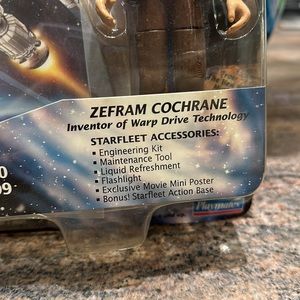 ZEFRAM COCHRANE
Inventor of Warp Drive Technology
STARFLEET ACCESSORIES:
• Engineering Kit
• Maintenance Tool
• Liquid Refreshment
• Flashlight
• Exclusive Movie Mini Poster
• Bonus! Starfleet Action Base
Playmates